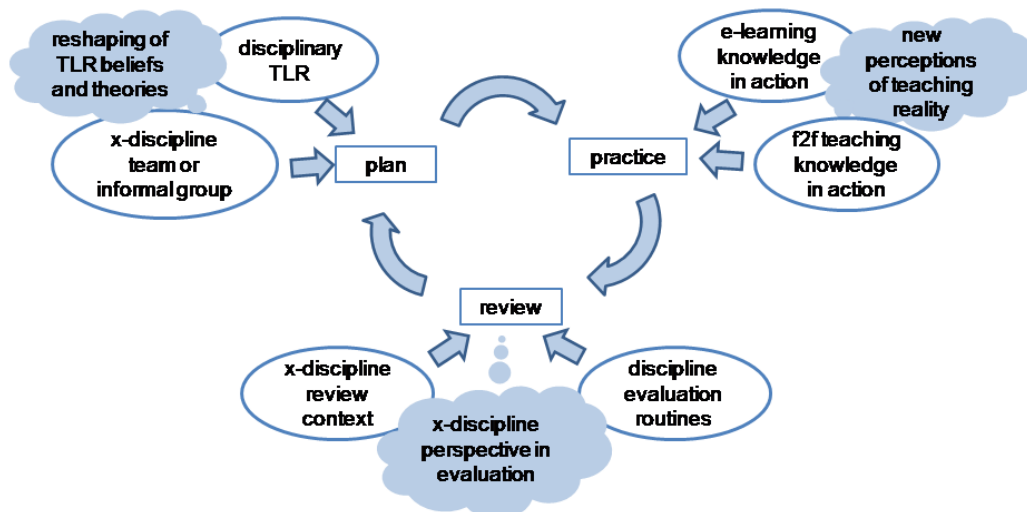 reshaping of
TLR beliefs
and theories
disciplinary
TLR
x-discipline
team or
informal group
plan
practice
e-learning
knowledge
in action
new
perceptions
of teaching
reality
f2f teaching
knowledge
in action
review
x-discipline
review
context
x-discipline
perspective in
evaluation
discipline
evaluation
routines